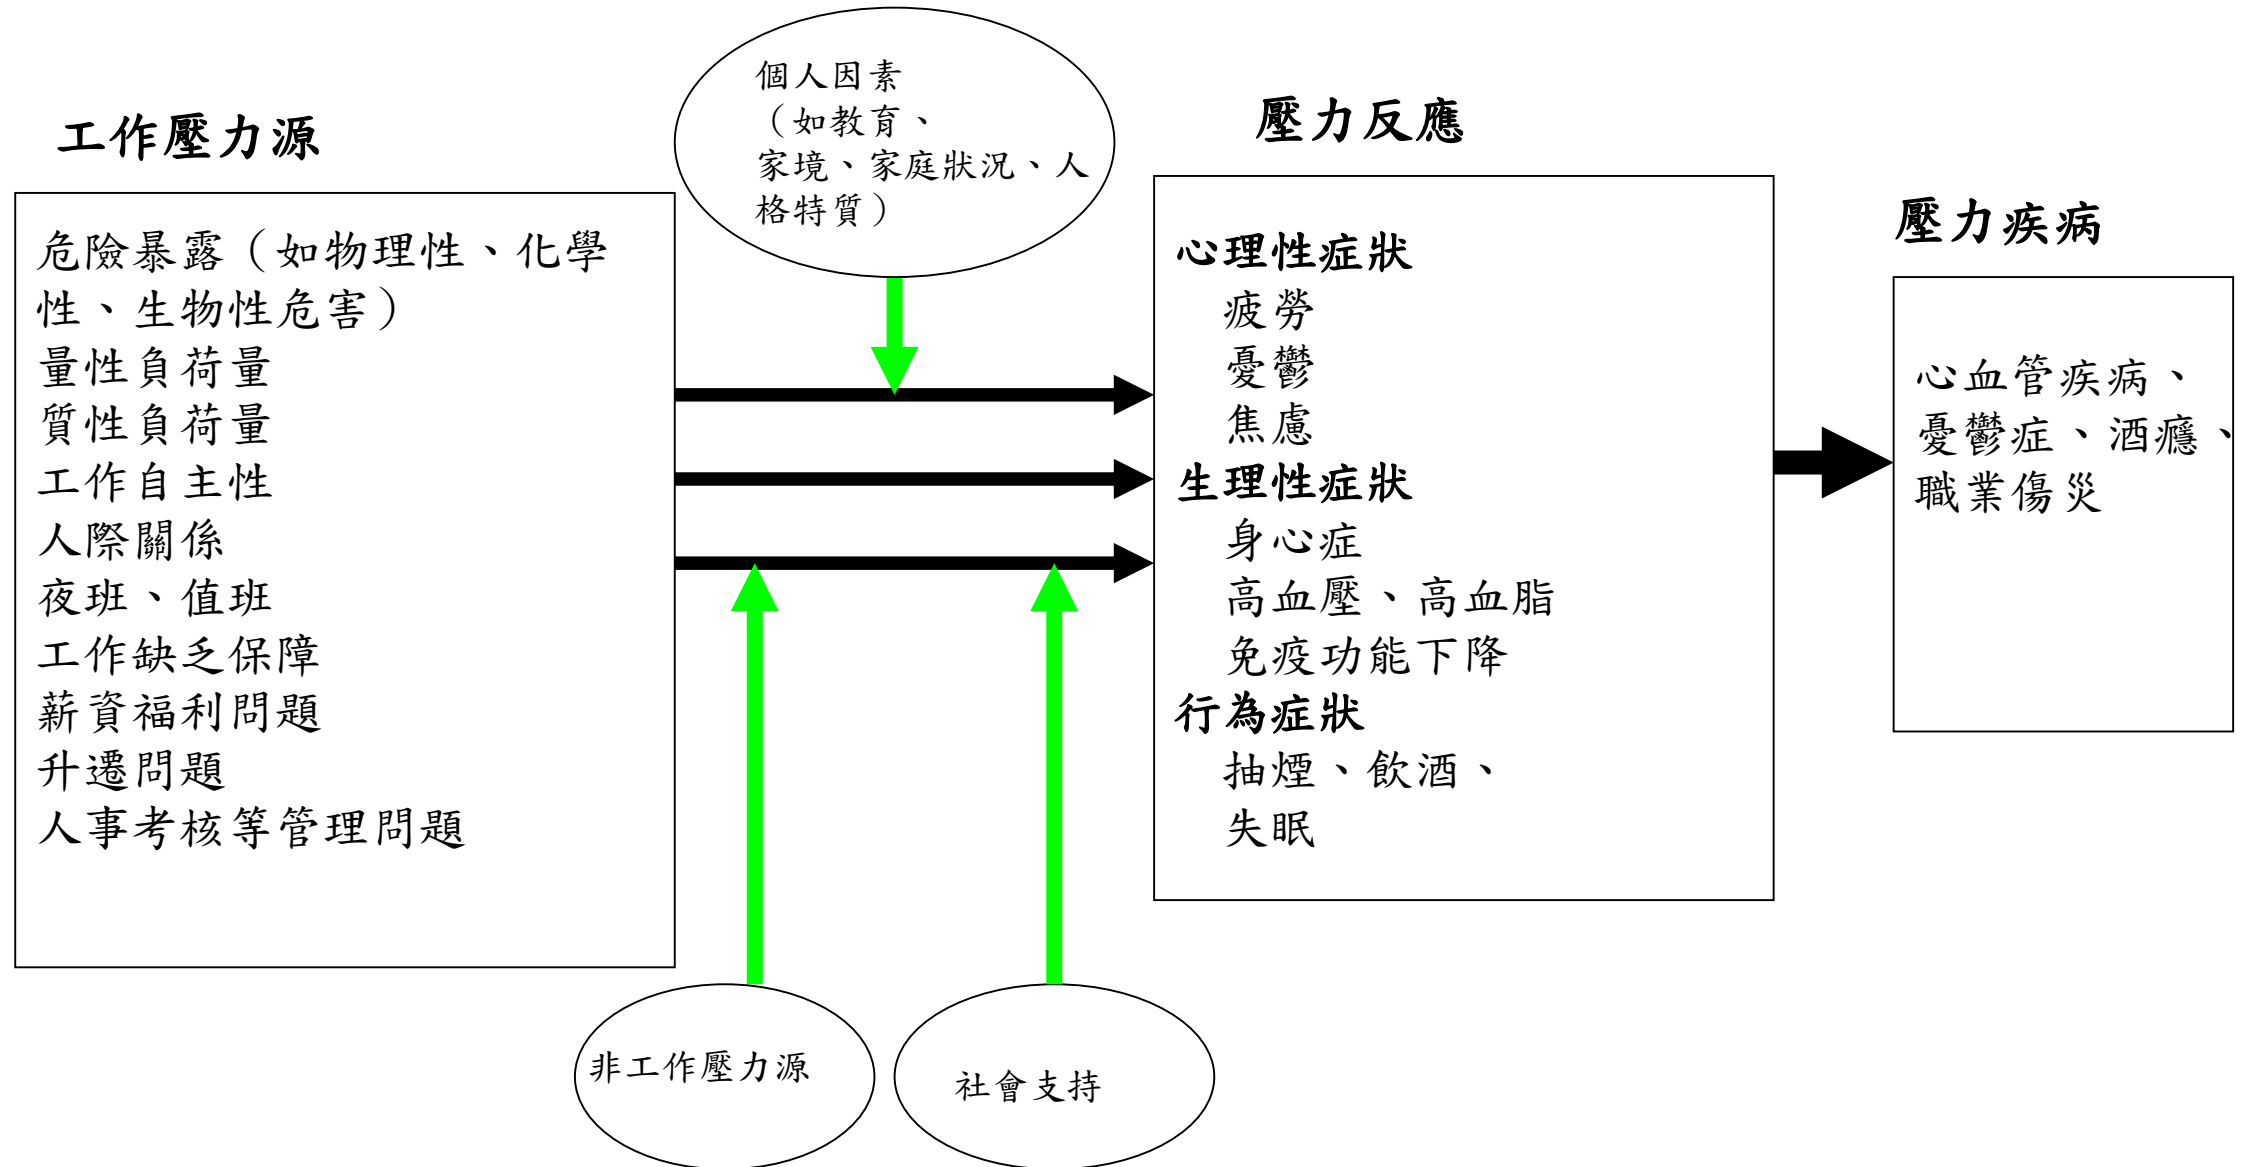 工作壓力源
危險暴露（如物理性、化學
性、生物性危害）
量性負荷量
質性負荷量
工作自主性
人際關係
夜班、值班
工作缺乏保障
薪資福利問題
升遷問題
人事考核等管理問題
個人因素
（如教育、
家境、家庭狀況、人
格特質）
非工作壓力源
社會支持
壓力反應
心理性症狀
疲勞
憂鬱
焦慮
生理性症狀
身心症
高血壓、高血脂
免疫功能下降
行為症狀
抽煙、飲酒、
失眠
壓力疾病
心血管疾病、
憂鬱症、酒癮、
職業傷災